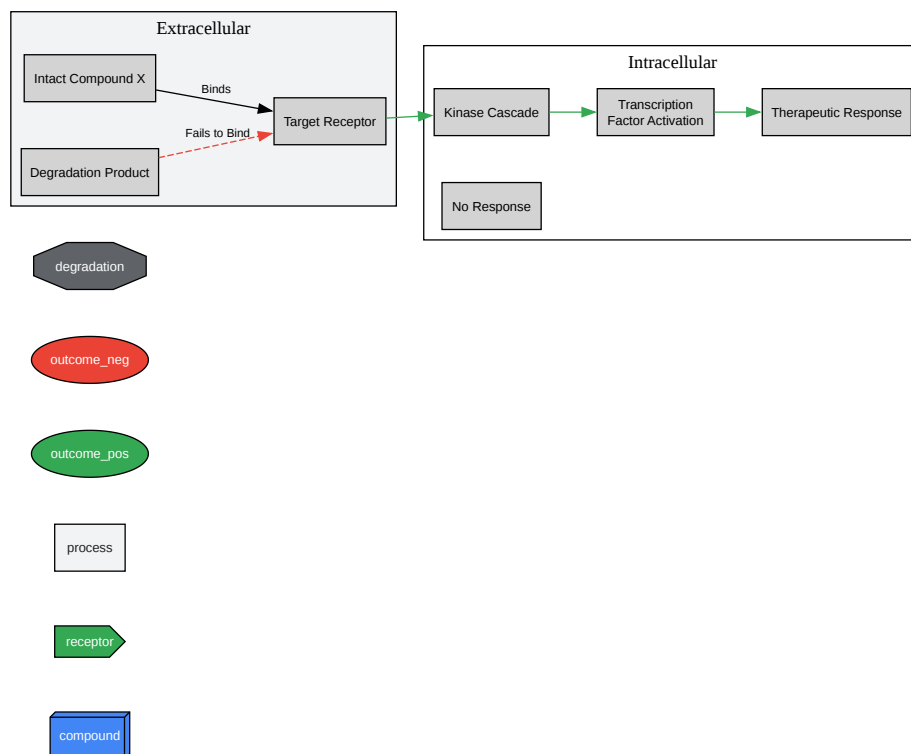 Extracellular
Intact Compound X
Binds
Target Receptor
Fails to Bind
Degradation Product
Intracellular
Kinase Cascade
Transcription
Factor Activation
Therapeutic Response
No Response
degradation
outcome_neg
outcome_pos
process
receptor
compound